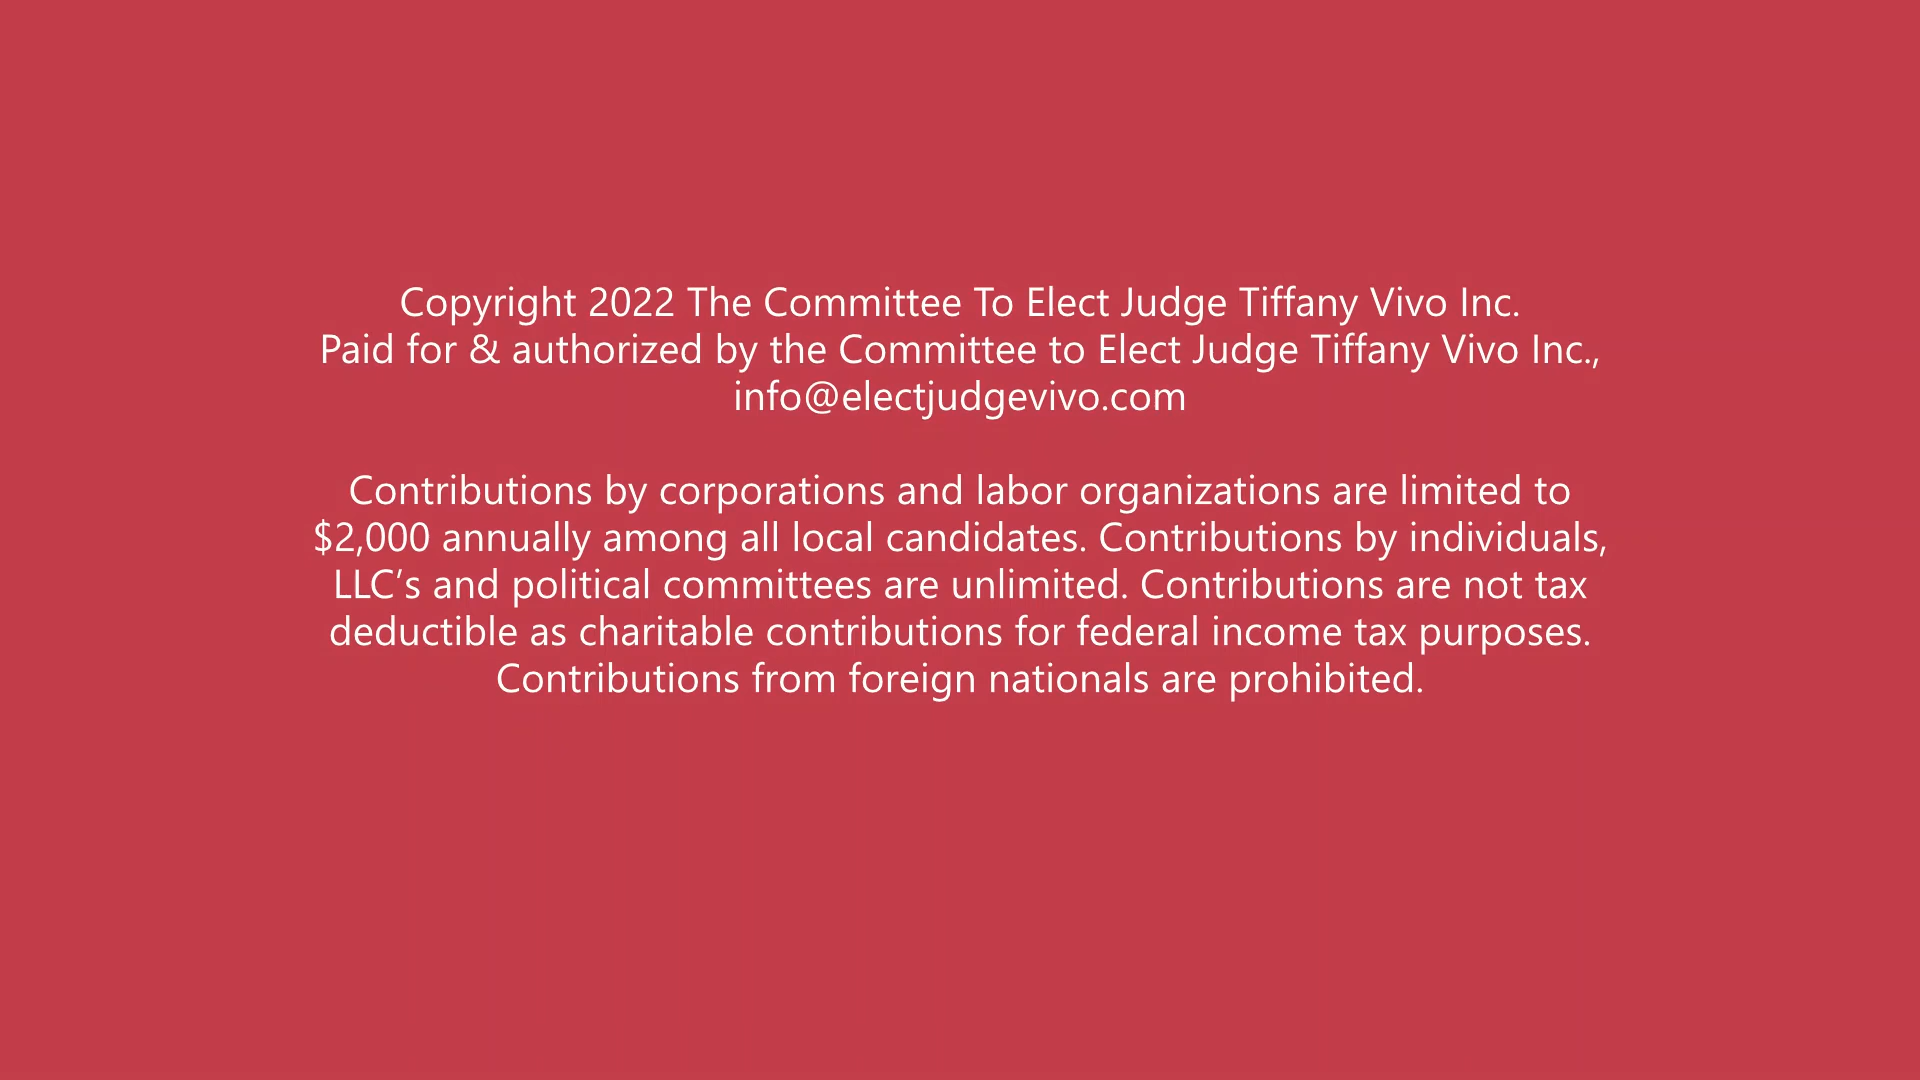 Copyright 2022 The Committee To Elect Judge Tiffany Vivo Inc.
Paid for & authorized by the Committee to Elect Judge Tiffany Vivo Inc.,
info@electjudgevivo.com
Contributions by corporations and labor organizations are limited to
$2,000 annually among all local candidates. Contributions by individuals,
LLC’s and political committees are unlimited. Contributions are not tax
deductible as charitable contributions for federal income tax purposes.
Contributions from foreign nationals are prohibited.